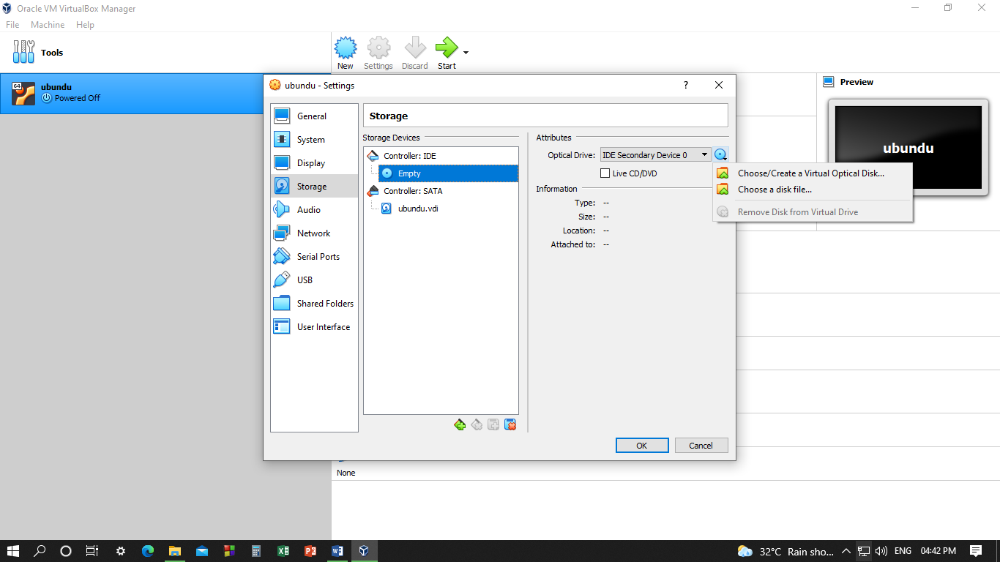 Oracle VM VirtualBox Manager
File Machine Help
Tools
New Settings Discard Start
64
ubundu
Powered Off
Preview
ubundu
ubundu - Settings
?
General
System
Display
Storage
Audio
Network
Serial Ports
USB
Shared Folders
User Interface
Storage
Storage Devices
Controller: IDE
Empty
Controller: SATA
ubundu.vdi
Attributes
Optical Drive: IDE Secondary Device 0
Live CD/DVD
Information
Type: --
Size: --
Location: --
Attached to: --
Choose/Create a Virtual Optical Disk...
Choose a disk file...
Remove Disk from Virtual Drive
OK Cancel
None
32°C Rain sho... ENG 04:42 PM